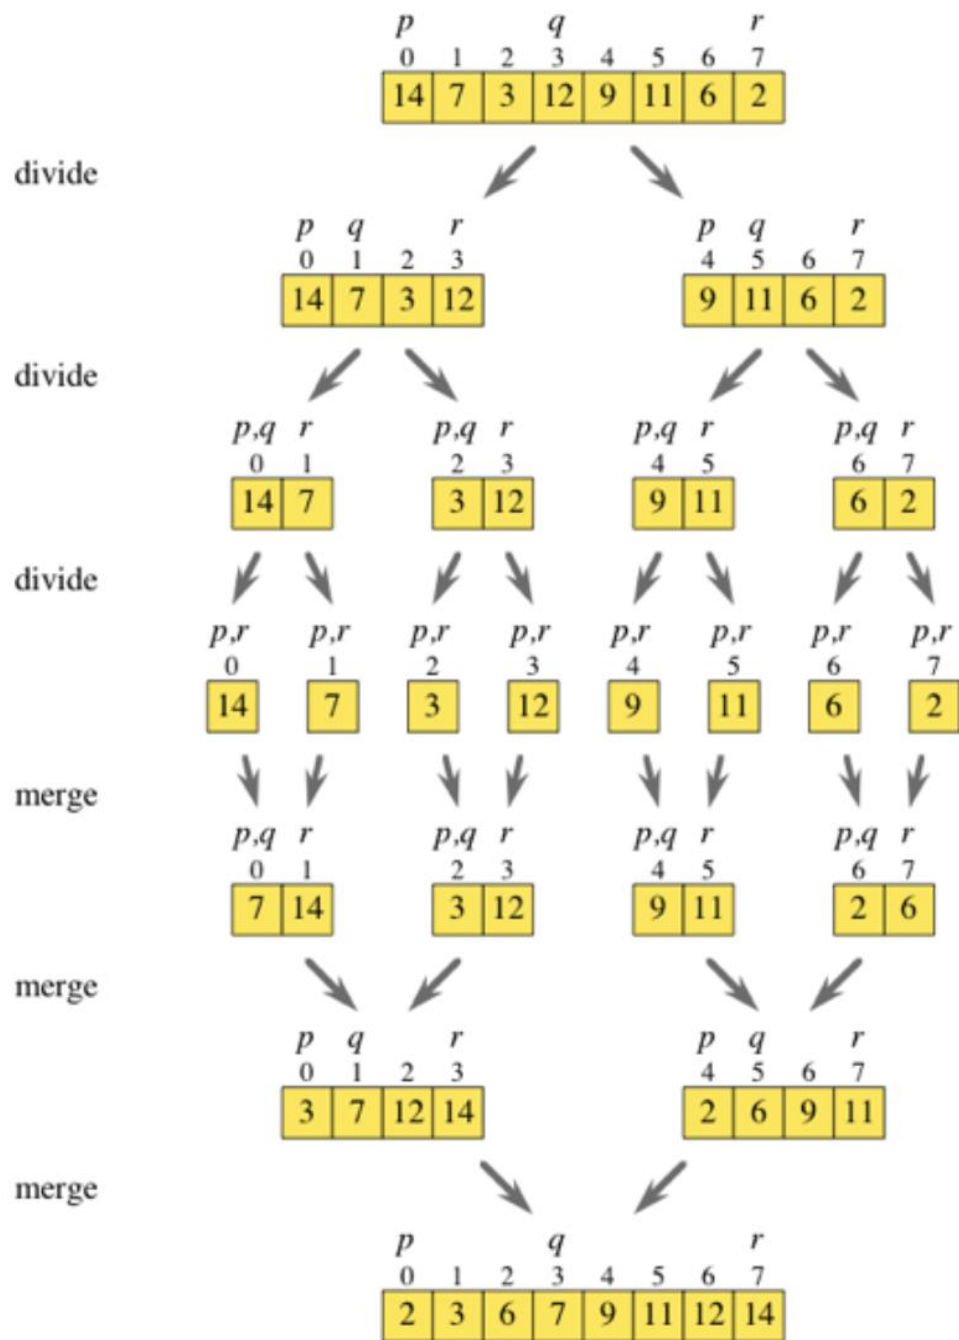 p q r
0 1 2 3 4 5 6 7
14 7 3 12 9 11 6 2
divide
p q r p q r
0 1 2 3 4 5 6 7
14 7 3 12 9 11 6 2
divide
p,q r p,q r p,q r p,q r
0 1 2 3 4 5 6 7
14 7 3 12 9 11 6 2
divide
p,r p,r p,r p,r p,r p,r p,r p,r
0 1 2 3 4 5 6 7
14 7 3 12 9 11 6 2
merge
p,q r p,q r p,q r p,q r
0 1 2 3 4 5 6 7
7 14 3 12 9 11 2 6
merge
p q r p q r
0 1 2 3 4 5 6 7
3 7 12 14 2 6 9 11
merge
p q r
0 1 2 3 4 5 6 7
2 3 6 7 9 11 12 14